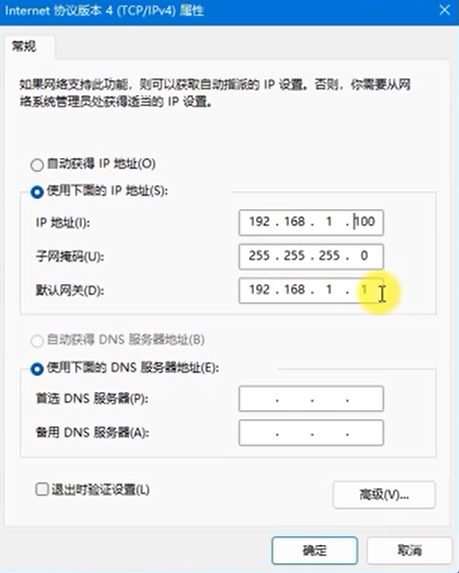 Internet 协议版本 4 (TCP/IPv4) 属性
常规
如果网络支持此功能，则可以获取自动指派的 IP 设置。否则，你需要从网
络系统管理员处获得适当的 IP 设置。
自动获得 IP 地址(O)
使用下面的 IP 地址(S):
IP 地址(I): 192 . 168 . 1 . 100
子网掩码(U): 255 . 255 . 255 . 0
默认网关(D): 192 . 168 . 1 . 1
自动获得 DNS 服务器地址(B)
使用下面的 DNS 服务器地址(E):
首选 DNS 服务器(P): . . .
备用 DNS 服务器(A): . . .
退出时验证设置(L)
高级(V)...
确定 取消